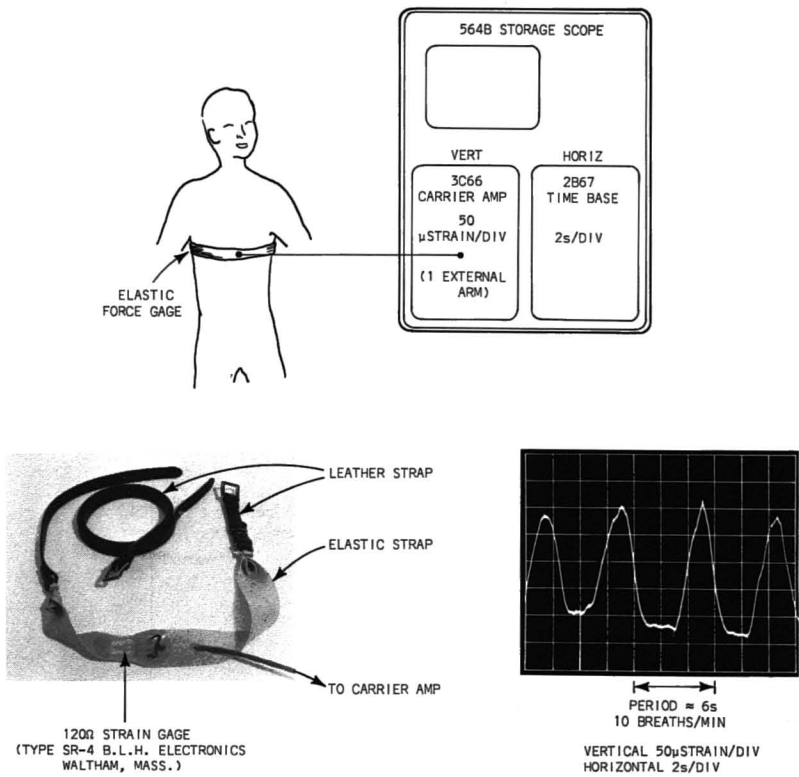 564B STORAGE SCOPE
VERT
HORIZ
3C66
CARRIER AMP
50
μSTRAIN/DIV
(1 EXTERNAL
ARM)
2B67
TIME BASE
2s/DIV
ELASTIC
FORCE GAGE
LEATHER STRAP
ELASTIC STRAP
TO CARRIER AMP
120Ω STRAIN GAGE
(TYPE SR-4 B.L.H. ELECTRONICS
WALTHAM, MASS.)
PERIOD ≈ 6s
10 BREATHS/MIN
VERTICAL 50μSTRAIN/DIV
HORIZONTAL 2s/DIV